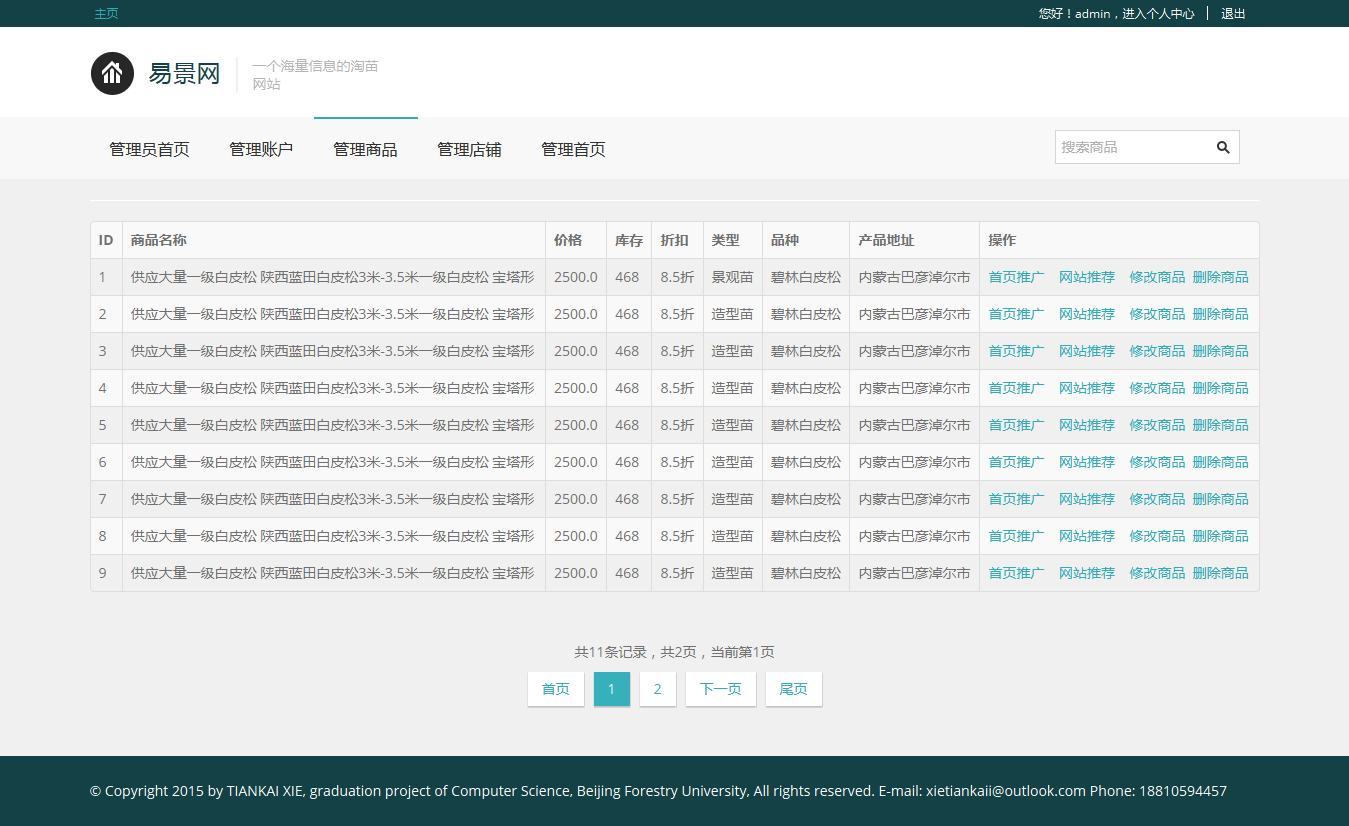 主页
您好！admin，进入个人中心 | 退出
易景网
一个海量信息的淘苗
网站
管理员首页 管理账户 管理商品 管理店铺 管理首页
搜索商品
ID 商品名称 价格 库存 折扣 类型 品种 产品地址 操作
1 供应大量一级白皮松 陕西蓝田白皮松3米-3.5米一级白皮松 宝塔形 2500.0 468 8.5折 景观苗 碧林白皮松 内蒙古巴彦淖尔市 首页推广 网站推荐 修改商品 删除商品
2 供应大量一级白皮松 陕西蓝田白皮松3米-3.5米一级白皮松 宝塔形 2500.0 468 8.5折 造型苗 碧林白皮松 内蒙古巴彦淖尔市 首页推广 网站推荐 修改商品 删除商品
3 供应大量一级白皮松 陕西蓝田白皮松3米-3.5米一级白皮松 宝塔形 2500.0 468 8.5折 造型苗 碧林白皮松 内蒙古巴彦淖尔市 首页推广 网站推荐 修改商品 删除商品
4 供应大量一级白皮松 陕西蓝田白皮松3米-3.5米一级白皮松 宝塔形 2500.0 468 8.5折 造型苗 碧林白皮松 内蒙古巴彦淖尔市 首页推广 网站推荐 修改商品 删除商品
5 供应大量一级白皮松 陕西蓝田白皮松3米-3.5米一级白皮松 宝塔形 2500.0 468 8.5折 造型苗 碧林白皮松 内蒙古巴彦淖尔市 首页推广 网站推荐 修改商品 删除商品
6 供应大量一级白皮松 陕西蓝田白皮松3米-3.5米一级白皮松 宝塔形 2500.0 468 8.5折 造型苗 碧林白皮松 内蒙古巴彦淖尔市 首页推广 网站推荐 修改商品 删除商品
7 供应大量一级白皮松 陕西蓝田白皮松3米-3.5米一级白皮松 宝塔形 2500.0 468 8.5折 造型苗 碧林白皮松 内蒙古巴彦淖尔市 首页推广 网站推荐 修改商品 删除商品
8 供应大量一级白皮松 陕西蓝田白皮松3米-3.5米一级白皮松 宝塔形 2500.0 468 8.5折 造型苗 碧林白皮松 内蒙古巴彦淖尔市 首页推广 网站推荐 修改商品 删除商品
9 供应大量一级白皮松 陕西蓝田白皮松3米-3.5米一级白皮松 宝塔形 2500.0 468 8.5折 造型苗 碧林白皮松 内蒙古巴彦淖尔市 首页推广 网站推荐 修改商品 删除商品
共11条记录，共2页，当前第1页
首页 1 2 下一页 尾页
© Copyright 2015 by TIANKAI XIE, graduation project of Computer Science, Beijing Forestry University, All rights reserved. E-mail: xietiankaii@outlook.com Phone: 18810594457